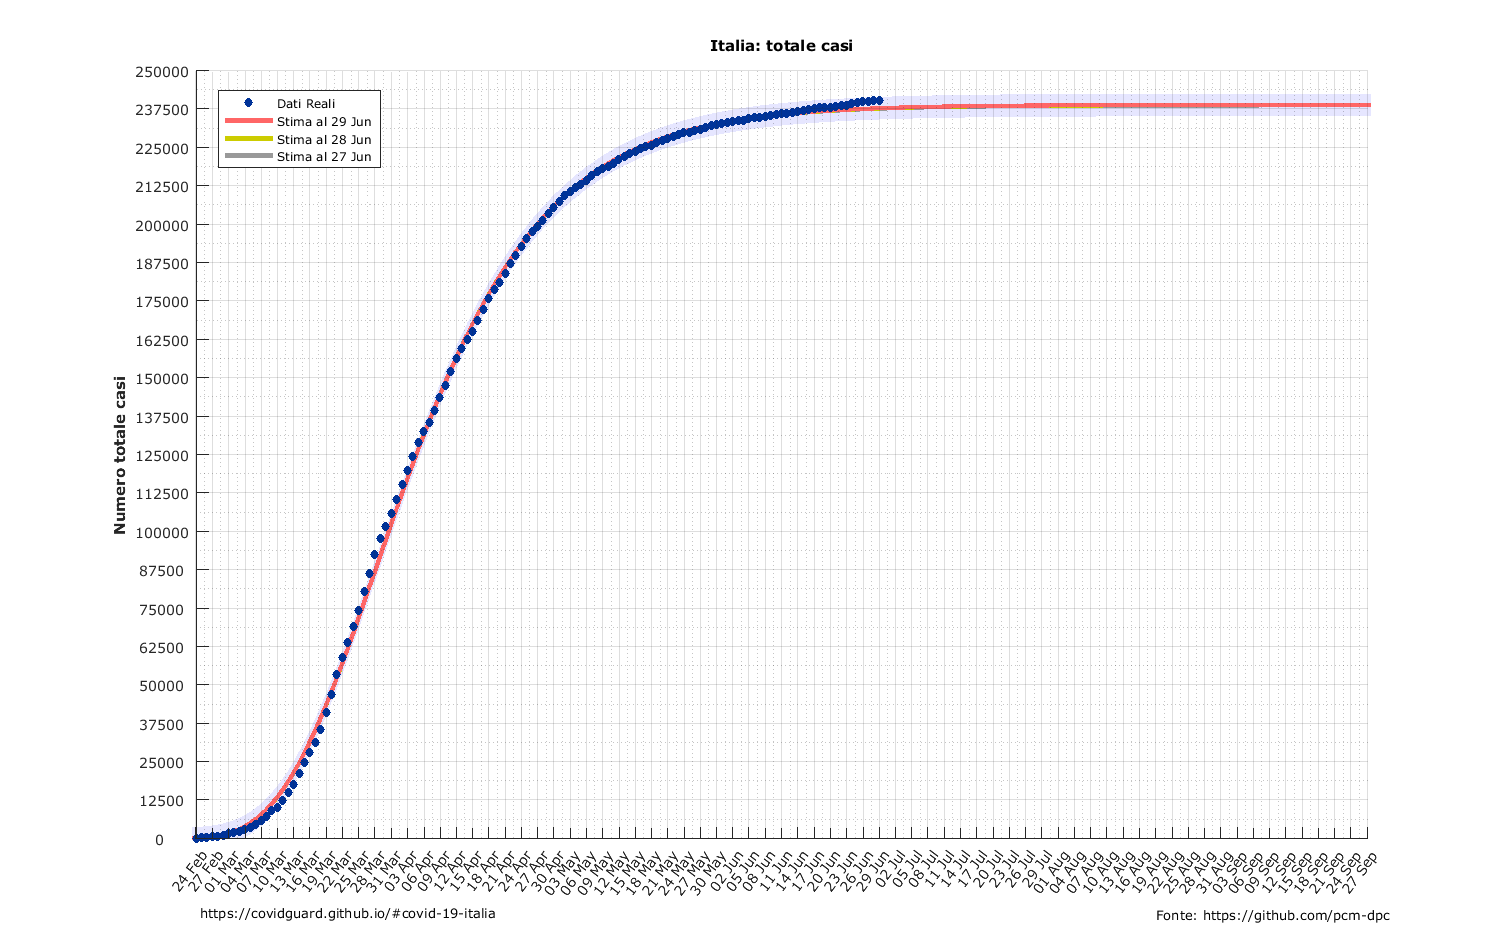 Italia: totale casi
250000
237500
225000
212500
200000
187500
175000
162500
150000
137500
125000
112500
100000
87500
75000
62500
50000
37500
25000
12500
0
Numero totale casi
Dati Reali
Stima al 29 Jun
Stima al 28 Jun
Stima al 27 Jun
24 Feb
27 Feb
01 Mar
04 Mar
07 Mar
10 Mar
13 Mar
16 Mar
19 Mar
22 Mar
25 Mar
28 Mar
31 Mar
03 Apr
06 Apr
09 Apr
12 Apr
15 Apr
18 Apr
21 Apr
24 Apr
27 Apr
30 Apr
03 May
06 May
09 May
12 May
15 May
18 May
21 May
24 May
27 May
30 May
02 Jun
05 Jun
08 Jun
11 Jun
14 Jun
17 Jun
20 Jun
23 Jun
26 Jun
29 Jun
02 Jul
05 Jul
08 Jul
11 Jul
14 Jul
17 Jul
20 Jul
23 Jul
26 Jul
29 Jul
01 Aug
04 Aug
07 Aug
10 Aug
13 Aug
16 Aug
19 Aug
22 Aug
25 Aug
28 Aug
31 Aug
03 Sep
06 Sep
09 Sep
12 Sep
15 Sep
18 Sep
21 Sep
24 Sep
27 Sep
https://covidguard.github.io/#covid-19-italia
Fonte: https://github.com/pcm-dpc